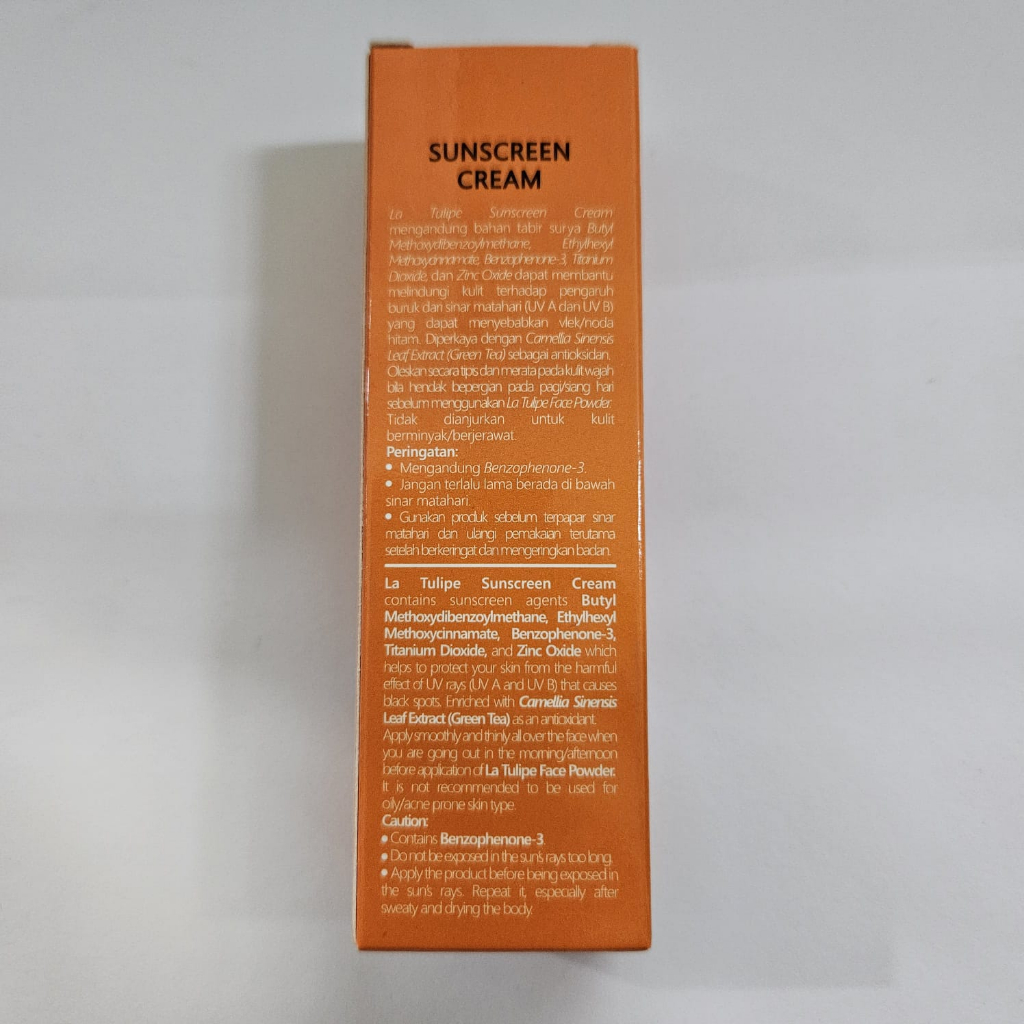 SUNSCREEN
CREAM
La Tulipe Sunscreen Cream
mengandung bahan tabir surya Butyl
Methoxydibenzoylmethane, Ethylhexyl
Methoxycinnamate, Benzophenone-3, Titanium
Dioxide, dan Zinc Oxide dapat membantu
melindungi kulit terhadap pengaruh
buruk dari sinar matahari (UV A dan UV B)
yang dapat menyebabkan vlek/noda
hitam. Diperkaya dengan Camellia Sinensis
Leaf Extract (Green Tea) sebagai antioksidan.
Oleskan secara tipis dan merata pada kulit wajah
bila hendak bepergian pada pagi/siang hari
sebelum menggunakan La Tulipe Face Powder.
Tidak dianjurkan untuk kulit
berminyak/berjerawat.
Peringatan:
• Mengandung Benzophenone-3.
• Jangan terlalu lama berada di bawah
sinar matahari.
• Gunakan produk sebelum terpapar sinar
matahari dan ulangi pemakaian terutama
setelah berkeringat dan mengeringkan badan.
La Tulipe Sunscreen Cream
contains sunscreen agents Butyl
Methoxydibenzoylmethane, Ethylhexyl
Methoxycinnamate, Benzophenone-3,
Titanium Dioxide, and Zinc Oxide which
helps to protect your skin from the harmful
effect of UV rays (UV A and UV B) that causes
black spots. Enriched with Camellia Sinensis
Leaf Extract (Green Tea) as an antioxidant.
Apply smoothly and thinly all over the face when
you are going out in the morning/afternoon
before application of La Tulipe Face Powder.
It is not recommended to be used for
oily/acne prone skin type.
Caution:
• Contains Benzophenone-3.
• Do not be exposed in the sun's rays too long.
• Apply the product before being exposed in
the sun's rays. Repeat it, especially after
sweaty and drying the body.